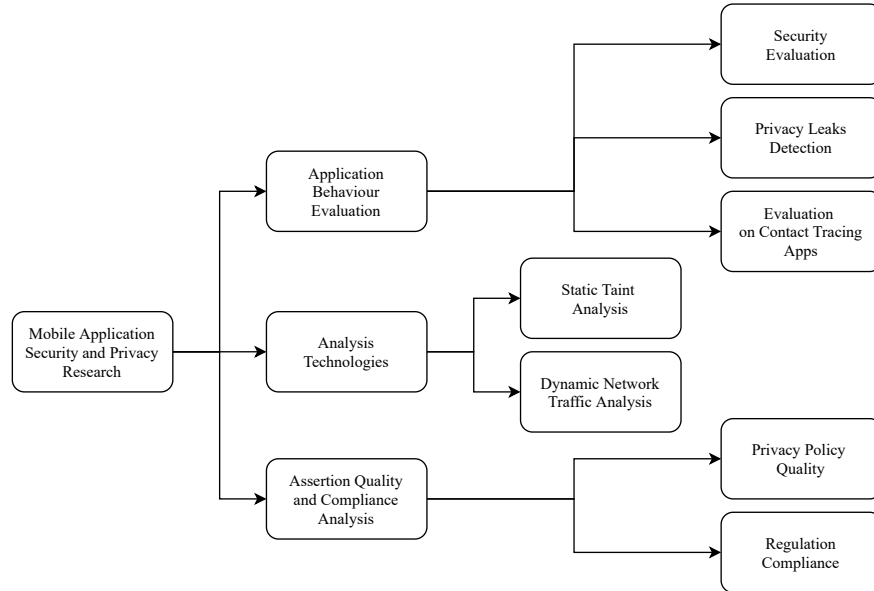 Security
Evaluation
Privacy Leaks
Detection
Application
Behaviour
Evaluation
Evaluation
on Contact Tracing
Apps
Static Taint
Analysis
Mobile Application
Security and Privacy
Research
Analysis
Technologies
Dynamic Network
Traffic Analysis
Privacy Policy
Quality
Assertion Quality
and Compliance
Analysis
Regulation
Compliance